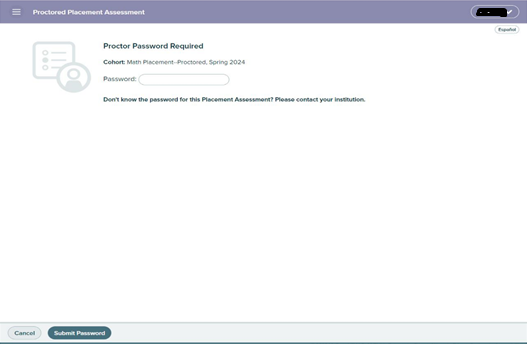 Proctored Placement Assessment
Español
Proctor Password Required
Cohort: Math Placement--Proctored, Spring 2024
Password:
Don't know the password for this Placement Assessment? Please contact your institution.
Cancel
Submit Password